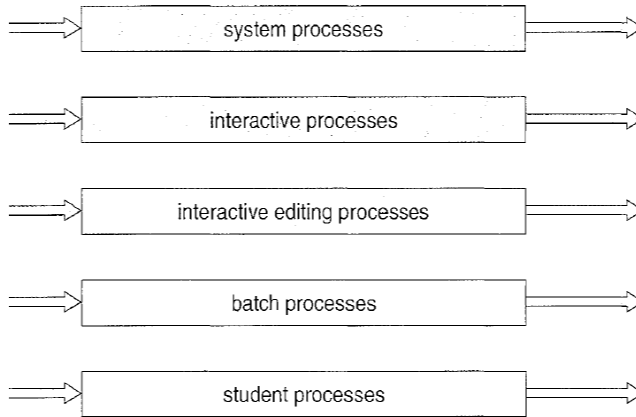 system processes
interactive processes
interactive editing processes
batch processes
student processes